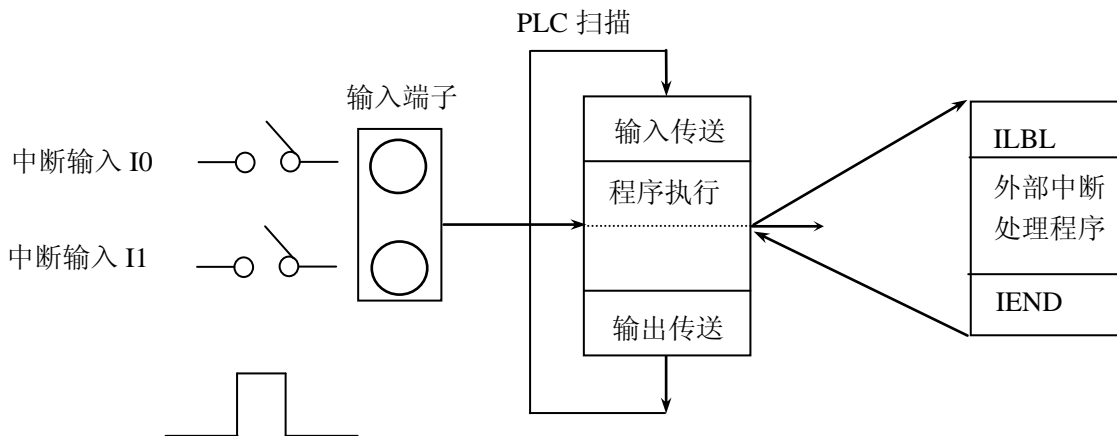 PLC 扫描
输入端子
中断输入 I0
中断输入 I1
输入传送
程序执行
输出传送
ILBL
外部中断
处理程序
IEND